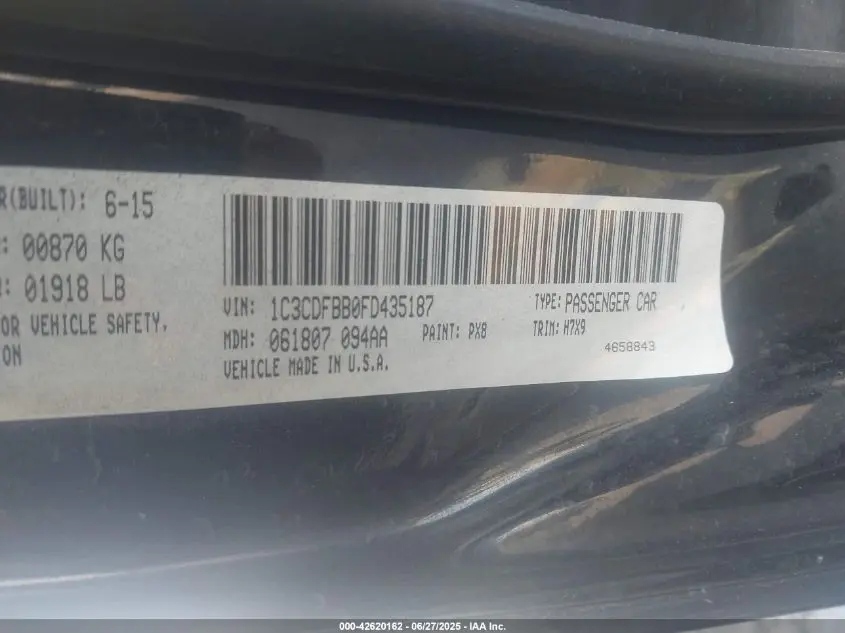 R(BUILT): 6-15
: 00870 KG
: 01918 LB
OR VEHICLE SAFETY,
ON
VIN: 1C3CDFBB0FD435187 TYPE: PASSENGER CAR
MDH: 061807 094AA PAINT: PX8 TRIM: H7X9
VEHICLE MADE IN U.S.A. 4658843
000-42620162 - 06/27/2025 - IAA Inc.